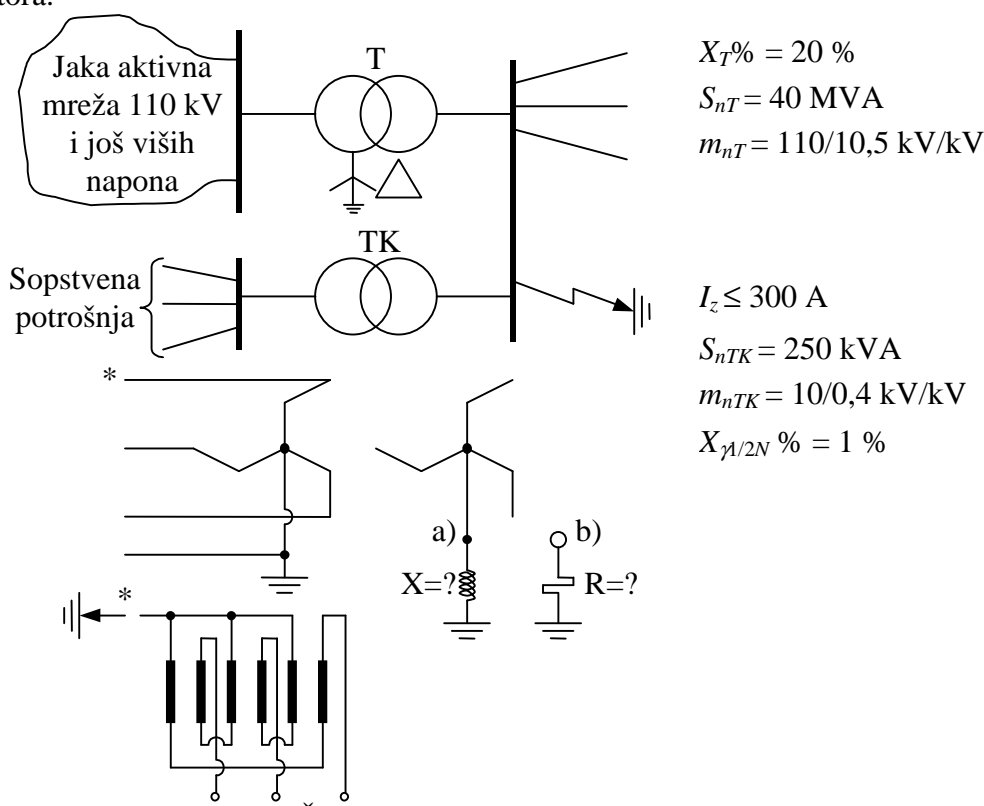 Jaka aktivna
mreža 110 kV
i još viših
napona
T
X_T% = 20 %
S_nT = 40 MVA
m_nT = 110/10,5 kV/kV
TK
Sopstvena
potrošnja
I_z ≤ 300 A
S_nTK = 250 kVA
m_nTK = 10/0,4 kV/kV
X_γ1/2N % = 1 %
*
a)
b)
X=?
R=?
*